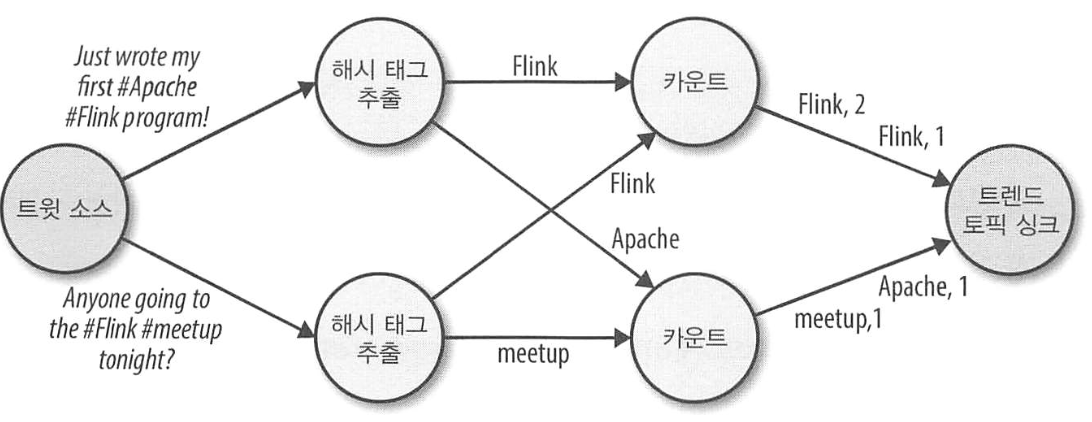 Just wrote my
first #Apache
#Flink program!
해시 태그
추출
Flink
카운트
Flink, 2
Flink, 1
트윗 소스
Flink
트렌드
토픽 싱크
Apache
Anyone going to
the #Flink #meetup
tonight?
해시 태그
추출
meetup
카운트
Apache, 1
meetup,1